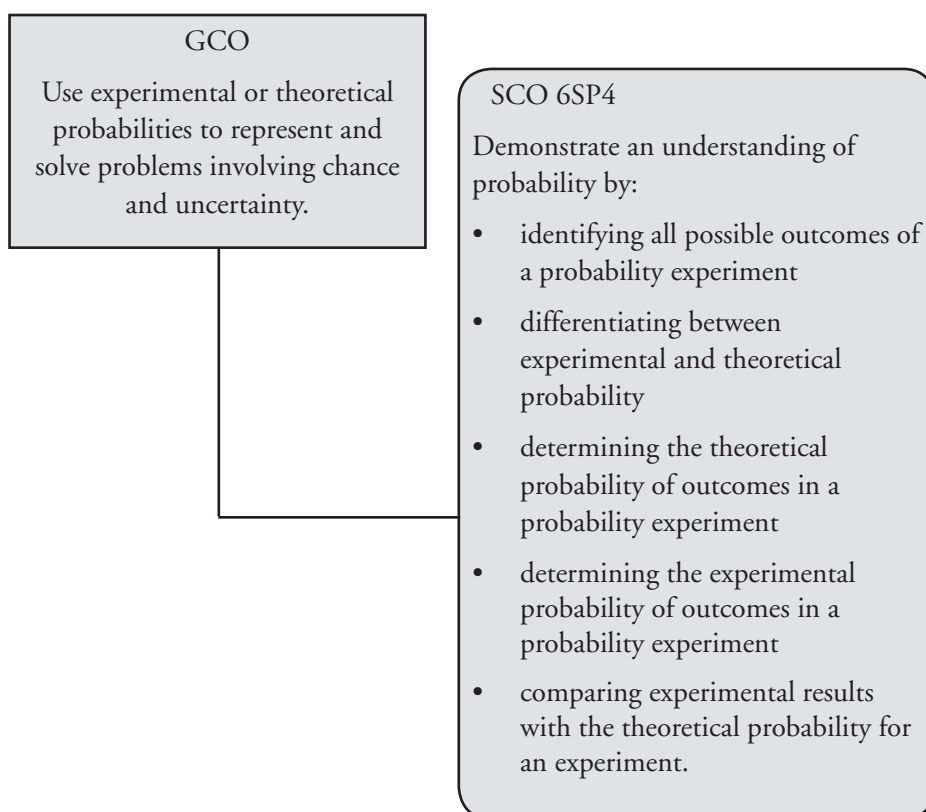 GCO
Use experimental or theoretical
probabilities to represent and
solve problems involving chance
and uncertainty.
SCO 6SP4
Demonstrate an understanding of
probability by:
• identifying all possible outcomes of
a probability experiment
• differentiating between
experimental and theoretical
probability
• determining the theoretical
probability of outcomes in a
probability experiment
• determining the experimental
probability of outcomes in a
probability experiment
• comparing experimental results
with the theoretical probability for
an experiment.